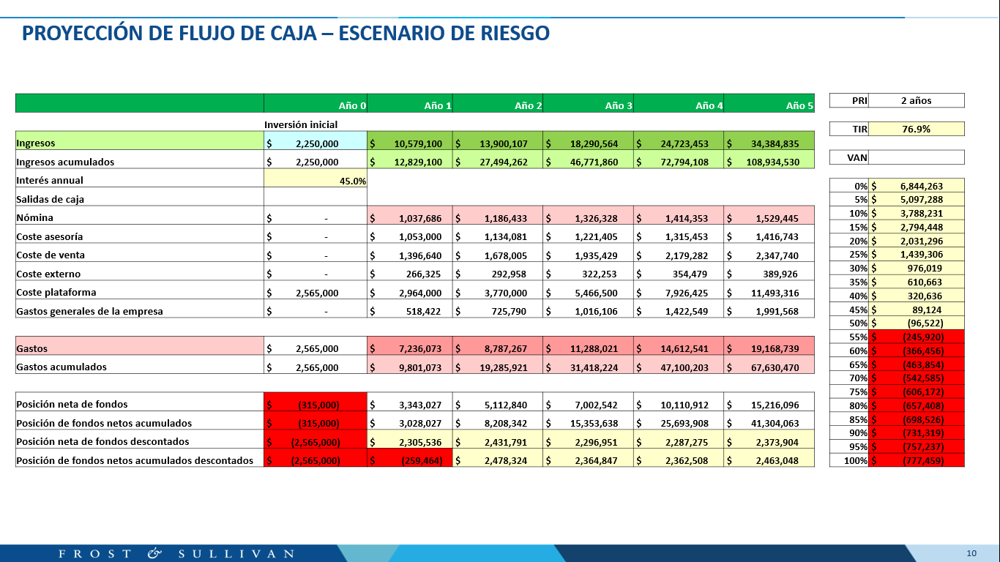 PROYECCIÓN DE FLUJO DE CAJA – ESCENARIO DE RIESGO
Año 0 Año 1 Año 2 Año 3 Año 4 Año 5
Inversión inicial
Ingresos $ 2,250,000 $ 10,579,100 $ 13,900,107 $ 18,290,564 $ 24,723,453 $ 34,384,835
Ingresos acumulados $ 2,250,000 $ 12,829,100 $ 27,494,262 $ 46,771,860 $ 72,794,108 $ 108,934,530
Interés annual 45.0%
Salidas de caja
Nómina $ - $ 1,037,686 $ 1,186,433 $ 1,326,328 $ 1,414,353 $ 1,529,445
Coste asesoría $ - $ 1,053,000 $ 1,134,081 $ 1,221,405 $ 1,315,453 $ 1,416,743
Coste de venta $ - $ 1,396,640 $ 1,678,005 $ 1,935,429 $ 2,179,282 $ 2,347,740
Coste externo $ - $ 266,325 $ 292,958 $ 322,253 $ 354,479 $ 389,926
Coste plataforma $ 2,565,000 $ 2,964,000 $ 3,770,000 $ 5,466,500 $ 7,926,425 $ 11,493,316
Gastos generales de la empresa $ - $ 518,422 $ 725,790 $ 1,016,106 $ 1,422,549 $ 1,991,568
Gastos $ 2,565,000 $ 7,236,073 $ 8,787,267 $ 11,288,021 $ 14,612,541 $ 19,168,739
Gastos acumulados $ 2,565,000 $ 9,801,073 $ 19,285,921 $ 31,418,224 $ 47,100,203 $ 67,630,470
Posición neta de fondos $ (315,000) $ 3,343,027 $ 5,112,840 $ 7,002,542 $ 10,110,912 $ 15,216,096
Posición de fondos netos acumulados $ (315,000) $ 3,028,027 $ 8,208,342 $ 15,353,638 $ 25,693,908 $ 41,304,063
Posición neta de fondos descontados $ (2,565,000) $ 2,305,536 $ 2,431,791 $ 2,296,951 $ 2,287,275 $ 2,373,904
Posición de fondos netos acumulados descontados $ (2,565,000) $ (259,464) $ 2,478,324 $ 2,364,847 $ 2,362,508 $ 2,463,048
PRI 2 años
TIR 76.9%
VAN
0% $ 6,844,263
5% $ 5,097,288
10% $ 3,788,231
15% $ 2,794,448
20% $ 2,031,296
25% $ 1,439,306
30% $ 976,019
35% $ 610,663
40% $ 320,636
45% $ 89,124
50% $ (96,522)
55% $ (245,920)
60% $ (366,456)
65% $ (463,854)
70% $ (542,585)
75% $ (606,172)
80% $ (657,408)
85% $ (698,526)
90% $ (731,319)
95% $ (757,237)
100% $ (777,459)
FROST & SULLIVAN
10